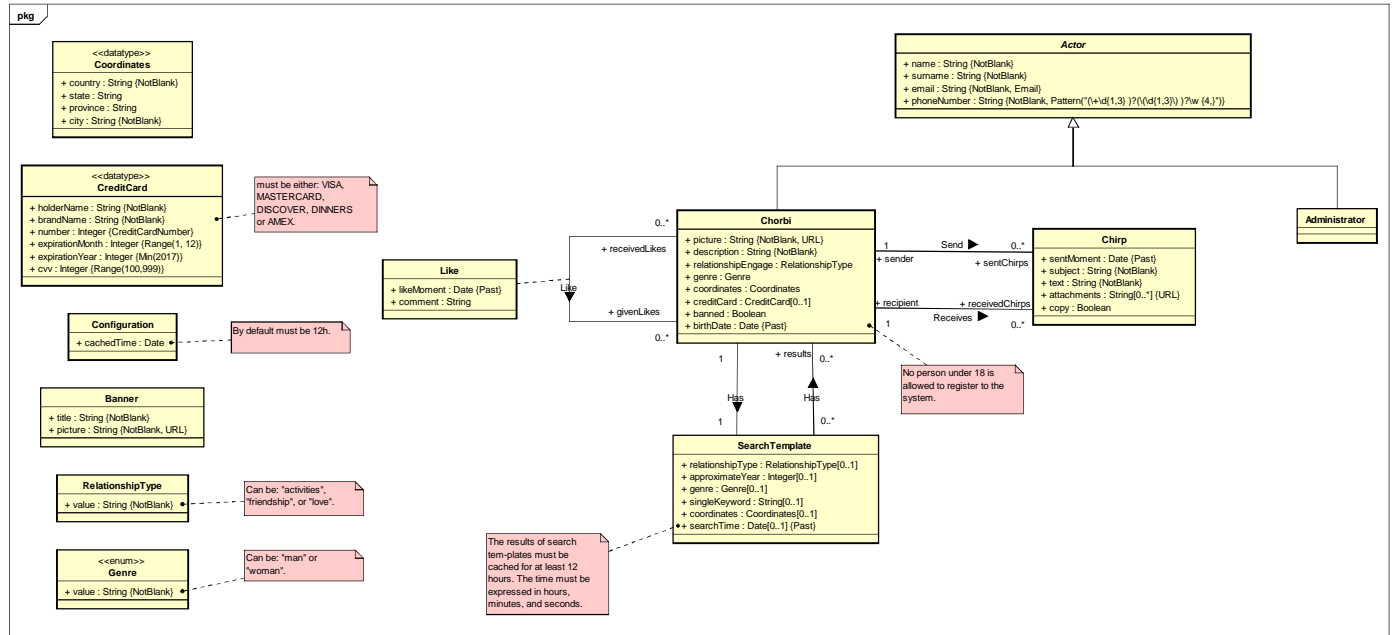 pkg
<<datatype>>
Coordinates
+ country : String {NotBlank}
+ state : String
+ province : String
+ city : String {NotBlank}
<<datatype>>
CreditCard
+ holderName : String {NotBlank}
+ brandName : String {NotBlank}
+ number : Integer {CreditCardNumber}
+ expirationMonth : Integer {Range(1, 12)}
+ expirationYear : Integer {Min(2017)}
+ cvv : Integer {Range(100,999)}
must be either: VISA,
MASTERCARD,
DISCOVER, DINNERS
or AMEX.
Configuration
+ cachedTime : Date
By default must be 12h.
Banner
+ title : String {NotBlank}
+ picture : String {NotBlank, URL}
RelationshipType
+ value : String {NotBlank}
Can be: "activities",
"friendship", or "love".
<<enum>>
Genre
+ value : String {NotBlank}
Can be: "man" or
"woman".
Like
+ likeMoment : Date {Past}
+ comment : String
0..*
+ receivedLikes
Like
+ givenLikes
0..*
Actor
+ name : String {NotBlank}
+ surname : String {NotBlank}
+ email : String {NotBlank, Email}
+ phoneNumber : String {NotBlank, Pattern("(\+\d{1,3} )?(\(\d{1,3}\) )?\w {4,}")}
Administrator
Chorbi
+ picture : String {NotBlank, URL}
+ description : String {NotBlank}
+ relationshipEngage : RelationshipType
+ genre : Genre
+ coordinates : Coordinates
+ creditCard : CreditCard[0..1]
+ banned : Boolean
+ birthDate : Date {Past}
1
Send
0..*
+ sender
+ sentChirps
+ recipient
+ receivedChirps
1
Receives
0..*
Chirp
+ sentMoment : Date {Past}
+ subject : String {NotBlank}
+ text : String {NotBlank}
+ attachments : String[0..*] {URL}
+ copy : Boolean
No person under 18 is
allowed to register to the
system.
1
+ results
0..*
Has
Has
1
0..*
SearchTemplate
+ relationshipType : RelationshipType[0..1]
+ approximateYear : Integer[0..1]
+ genre : Genre[0..1]
+ singleKeyword : String[0..1]
+ coordinates : Coordinates[0..1]
+ searchTime : Date[0..1] {Past}
The results of search
tem-plates must be
cached for at least 12
hours. The time must be
expressed in hours,
minutes, and seconds.